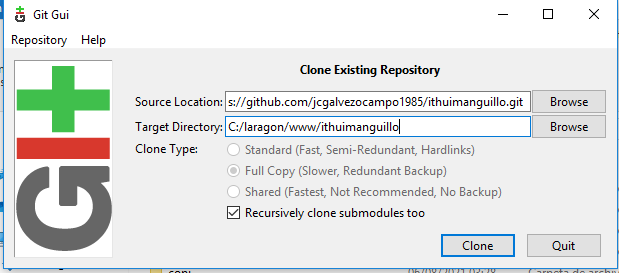 Git Gui
Repository Help
Clone Existing Repository
Source Location: s://github.com/jcgalvezocampo1985/ithuimanguillo.git Browse
Target Directory: C:/laragon/www/ithuimanguillo Browse
Clone Type: Standard (Fast, Semi-Redundant, Hardlinks)
Full Copy (Slower, Redundant Backup)
Shared (Fastest, Not Recommended, No Backup)
Recursively clone submodules too
Clone Quit